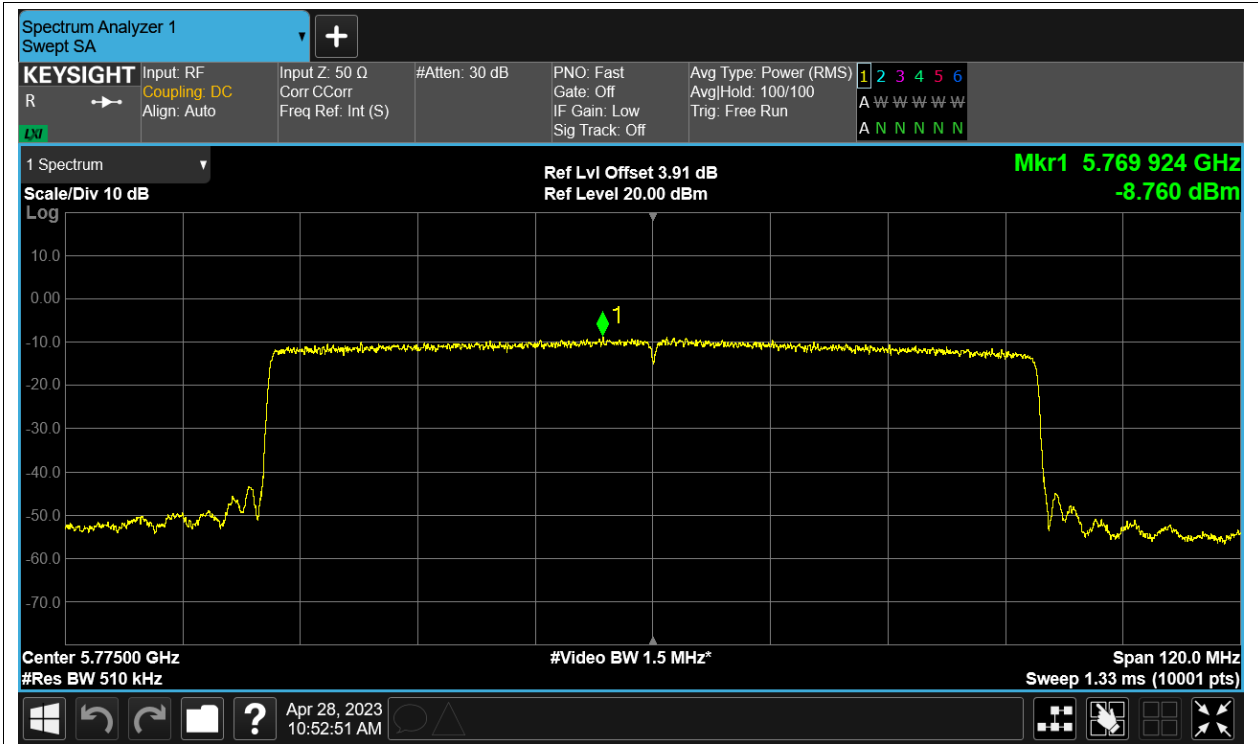 Spectrum Analyzer 1
Swept SA
KEYSIGHT
R
LXI
Input: RF
Coupling: DC
Align: Auto
Input Z: 50 Ω
Corr CCorr
Freq Ref: Int (S)
#Atten: 30 dB
PNO: Fast
Gate: Off
IF Gain: Low
Sig Track: Off
Avg Type: Power (RMS)
Avg|Hold: 100/100
Trig: Free Run
1 2 3 4 5 6
A W W W W W
A N N N N N
1 Spectrum
Scale/Div 10 dB
Log
Ref Lvl Offset 3.91 dB
Ref Level 20.00 dBm
Mkr1 5.769 924 GHz
-8.760 dBm
10.0
0.00
-10.0
-20.0
-30.0
-40.0
-50.0
-60.0
-70.0
1
Center 5.77500 GHz
#Res BW 510 kHz
#Video BW 1.5 MHz*
Span 120.0 MHz
Sweep 1.33 ms (10001 pts)
?
Apr 28, 2023
10:52:51 AM